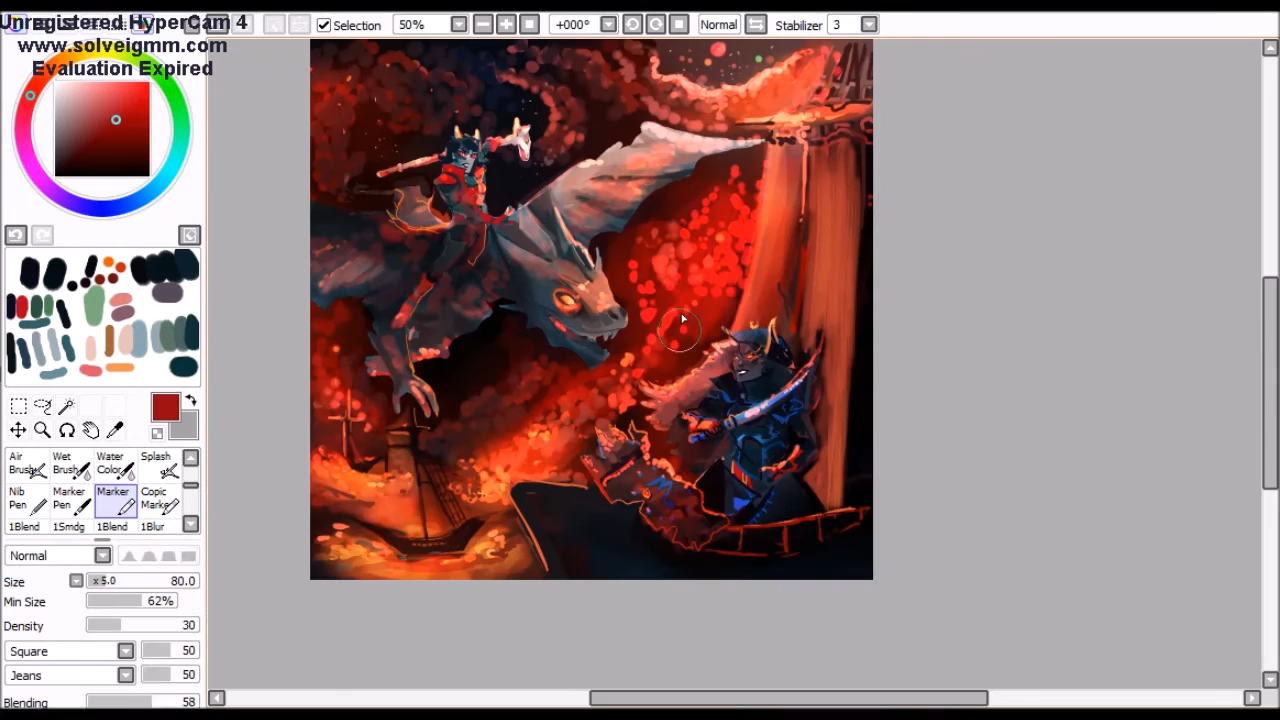 Unregistered HyperCam 4
www.solveigmm.com
Evaluation Expired
Selection 50% +000° Normal Stabilizer 3
Air Brush Wet Brush Water Color Splash
Nib Pen Marker Pen Marker Copic Marke
1Blend 1Smdg 1Blend 1Blur
Normal
Size x 5.0 80.0
Min Size 62%
Density 30
Square 50
Jeans 50
Blending 58